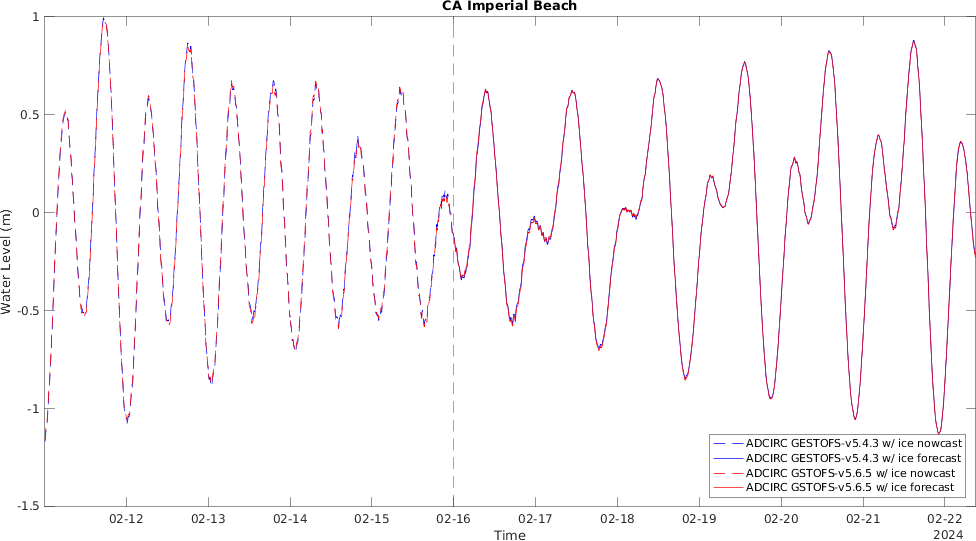 CA Imperial Beach
1
0.5
0
-0.5
-1
-1.5
Water Level (m)
ADCIRC GESTOFS-v5.4.3 w/ ice nowcast
ADCIRC GESTOFS-v5.4.3 w/ ice forecast
ADCIRC GSTOFS-v5.6.5 w/ ice nowcast
ADCIRC GSTOFS-v5.6.5 w/ ice forecast
02-12 02-13 02-14 02-15 02-16 02-17 02-18 02-19 02-20 02-21 02-22
Time 2024